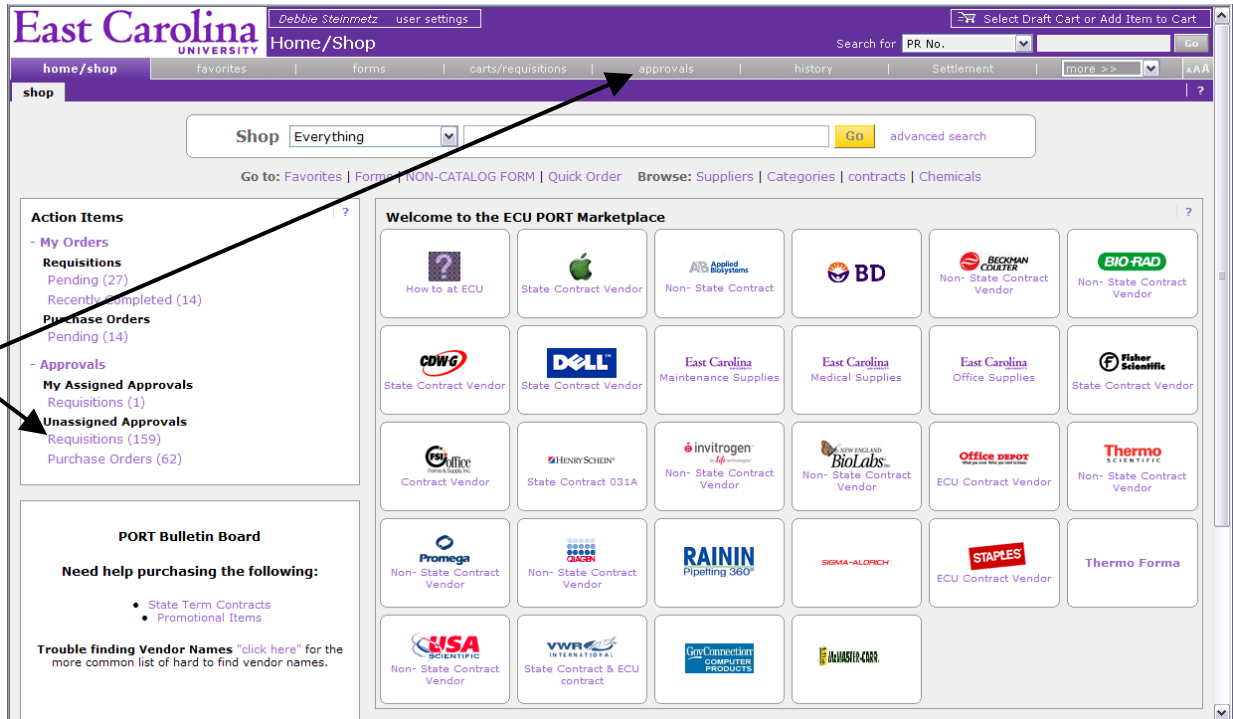 East Carolina
UNIVERSITY
Debbie Steinmetz user settings
Select Draft Cart or Add Item to Cart
Home/Shop
Search for PR No. Go
home/shop favorites | forms | carts/requisitions | approvals | history | Settlement | more >> AAA
shop | ?
Shop Everything Go advanced search
Go to: Favorites | Forms | NON-CATALOG FORM | Quick Order Browse: Suppliers | Categories | contracts | Chemicals
Action Items ?
- My Orders
Requisitions
Pending (27)
Recently Completed (14)
Purchase Orders
Pending (14)
- Approvals
My Assigned Approvals
Requisitions (1)
Unassigned Approvals
Requisitions (159)
Purchase Orders (62)
PORT Bulletin Board
Need help purchasing the following:
• State Term Contracts
• Promotional Items
Trouble finding Vendor Names "click here" for the
more common list of hard to find vendor names.
Welcome to the ECU PORT Marketplace ?
?
How to at ECU
State Contract Vendor
AB Applied
Biosystems
Non- State Contract
BD
BECKMAN
COULTER
Non- State Contract
Vendor
BIO-RAD
Non- State Contract
Vendor
CDW-G
State Contract Vendor
DELL
State Contract Vendor
East Carolina
Maintenance Supplies
East Carolina
Medical Supplies
East Carolina
Office Supplies
Fisher
Scientific
State Contract Vendor
FSIoffice
Contract Vendor
HENRY SCHEIN®
State Contract 031A
invitrogen
by life technologies
Non- State Contract
Vendor
NEW ENGLAND
BioLabs Inc.
Non- State Contract
Vendor
Office DEPOT
ECU Contract Vendor
Thermo
SCIENTIFIC
Non- State Contract
Vendor
Promega
Non- State Contract
Vendor
QIAGEN
Non- State Contract
Vendor
RAININ
Pipetting 360°
SIGMA-ALDRICH
STAPLES
ECU Contract Vendor
Thermo Forma
USA
SCIENTIFIC
Non- State Contract
Vendor
VWR
INTERNATIONAL
State Contract & ECU
contract
GovConnection
COMPUTER
PRODUCTS
McMASTER-CARR